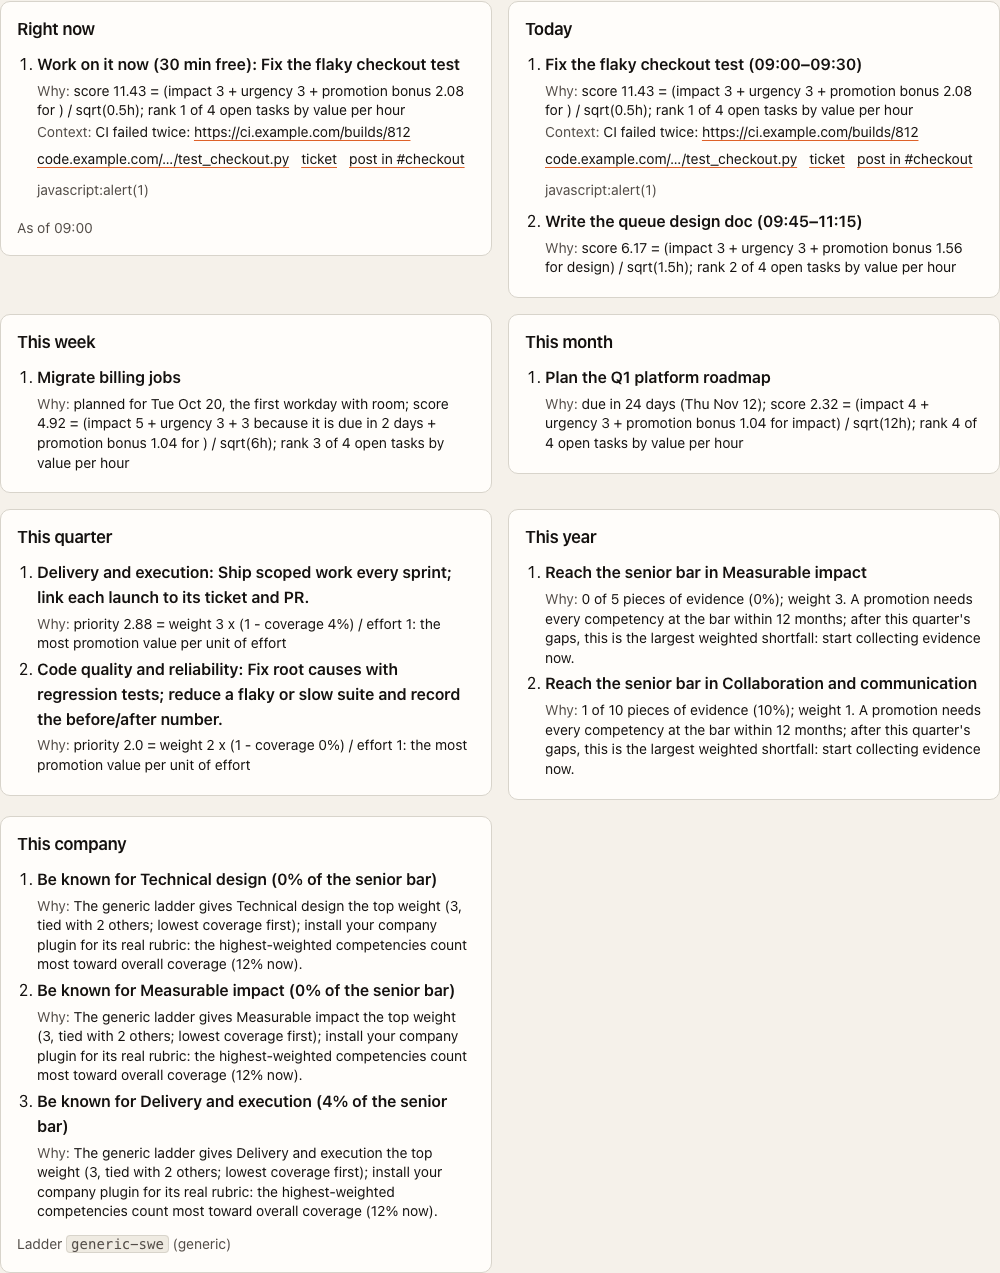 Right now
1. Work on it now (30 min free): Fix the flaky checkout test
Why: score 11.43 = (impact 3 + urgency 3 + promotion bonus 2.08
for ) / sqrt(0.5h); rank 1 of 4 open tasks by value per hour
Context: CI failed twice: https://ci.example.com/builds/812
code.example.com/.../test_checkout.py ticket post in #checkout
javascript:alert(1)
As of 09:00
Today
1. Fix the flaky checkout test (09:00–09:30)
Why: score 11.43 = (impact 3 + urgency 3 + promotion bonus 2.08
for ) / sqrt(0.5h); rank 1 of 4 open tasks by value per hour
Context: CI failed twice: https://ci.example.com/builds/812
code.example.com/.../test_checkout.py ticket post in #checkout
javascript:alert(1)
2. Write the queue design doc (09:45–11:15)
Why: score 6.17 = (impact 3 + urgency 3 + promotion bonus 1.56
for design) / sqrt(1.5h); rank 2 of 4 open tasks by value per hour
This week
1. Migrate billing jobs
Why: planned for Tue Oct 20, the first workday with room; score
4.92 = (impact 5 + urgency 3 + 3 because it is due in 2 days +
promotion bonus 1.04 for ) / sqrt(6h); rank 3 of 4 open tasks by
value per hour
This month
1. Plan the Q1 platform roadmap
Why: due in 24 days (Thu Nov 12); score 2.32 = (impact 4 +
urgency 3 + promotion bonus 1.04 for impact) / sqrt(12h); rank 4 of
4 open tasks by value per hour
This quarter
1. Delivery and execution: Ship scoped work every sprint;
link each launch to its ticket and PR.
Why: priority 2.88 = weight 3 x (1 - coverage 4%) / effort 1: the
most promotion value per unit of effort
2. Code quality and reliability: Fix root causes with
regression tests; reduce a flaky or slow suite and record
the before/after number.
Why: priority 2.0 = weight 2 x (1 - coverage 0%) / effort 1: the most
promotion value per unit of effort
This year
1. Reach the senior bar in Measurable impact
Why: 0 of 5 pieces of evidence (0%); weight 3. A promotion needs
every competency at the bar within 12 months; after this quarter's
gaps, this is the largest weighted shortfall: start collecting evidence
now.
2. Reach the senior bar in Collaboration and communication
Why: 1 of 10 pieces of evidence (10%); weight 1. A promotion needs
every competency at the bar within 12 months; after this quarter's
gaps, this is the largest weighted shortfall: start collecting evidence
now.
This company
1. Be known for Technical design (0% of the senior bar)
Why: The generic ladder gives Technical design the top weight (3,
tied with 2 others; lowest coverage first); install your company
plugin for its real rubric: the highest-weighted competencies count
most toward overall coverage (12% now).
2. Be known for Measurable impact (0% of the senior bar)
Why: The generic ladder gives Measurable impact the top weight
(3, tied with 2 others; lowest coverage first); install your company
plugin for its real rubric: the highest-weighted competencies count
most toward overall coverage (12% now).
3. Be known for Delivery and execution (4% of the senior
bar)
Why: The generic ladder gives Delivery and execution the top
weight (3, tied with 2 others; lowest coverage first); install your
company plugin for its real rubric: the highest-weighted
competencies count most toward overall coverage (12% now).
Ladder generic-swe (generic)